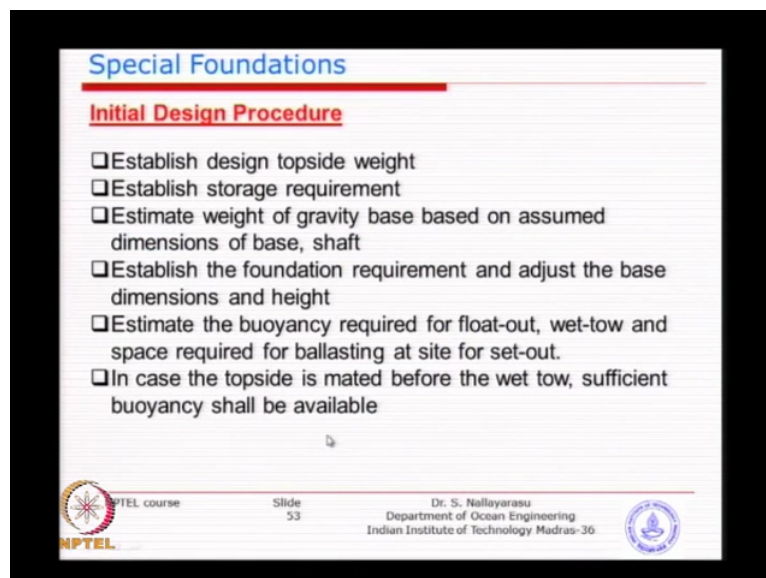 Special Foundations
Initial Design Procedure
❑Establish design topside weight
❑Establish storage requirement
❑Estimate weight of gravity base based on assumed
dimensions of base, shaft
❑Establish the foundation requirement and adjust the base
dimensions and height
❑Estimate the buoyancy required for float-out, wet-tow and
space required for ballasting at site for set-out.
❑In case the topside is mated before the wet tow, sufficient
buoyancy shall be available
PTEL course
Slide
53
Dr. S. Nallayarasu
Department of Ocean Engineering
Indian Institute of Technology Madras-36
NPTEL